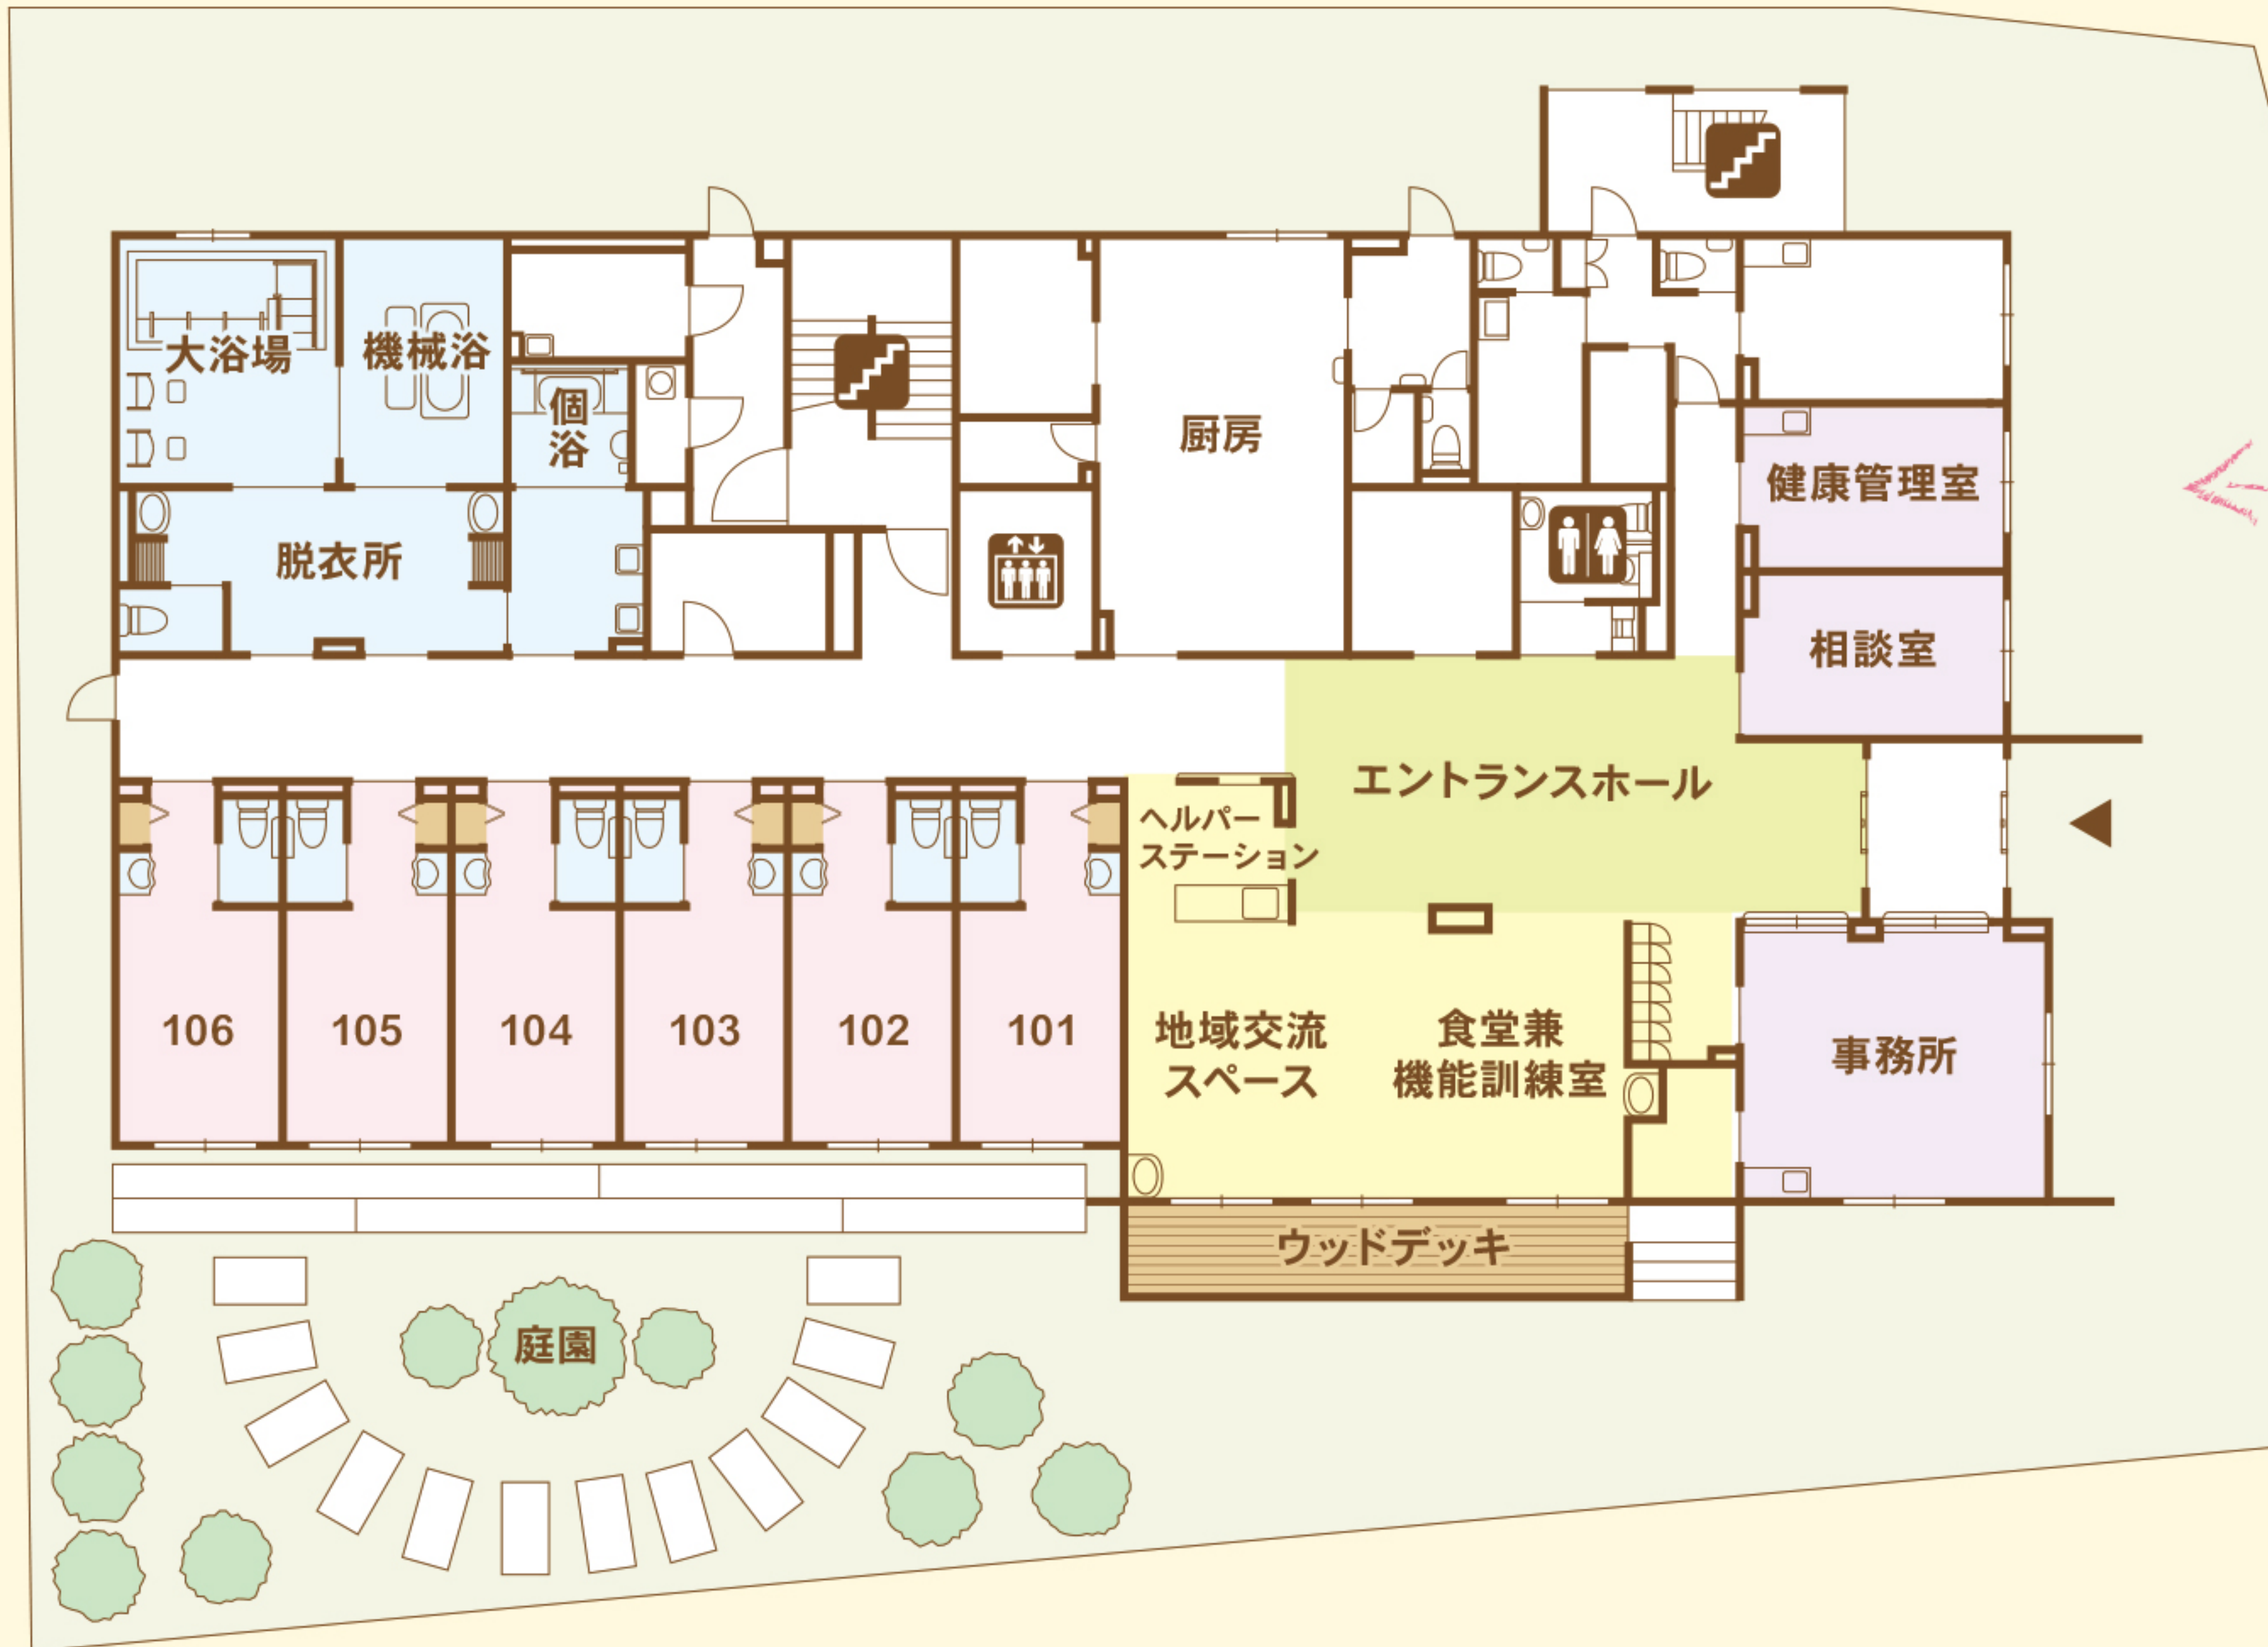 大浴場
機械浴
個
浴
厨房
健康管理室
脱衣所
相談室
エントランスホール
ヘルパー
ステーション
106
105
104
103
102
101
地域交流
スペース
食堂兼
機能訓練室
事務所
ウッドデッキ
庭園